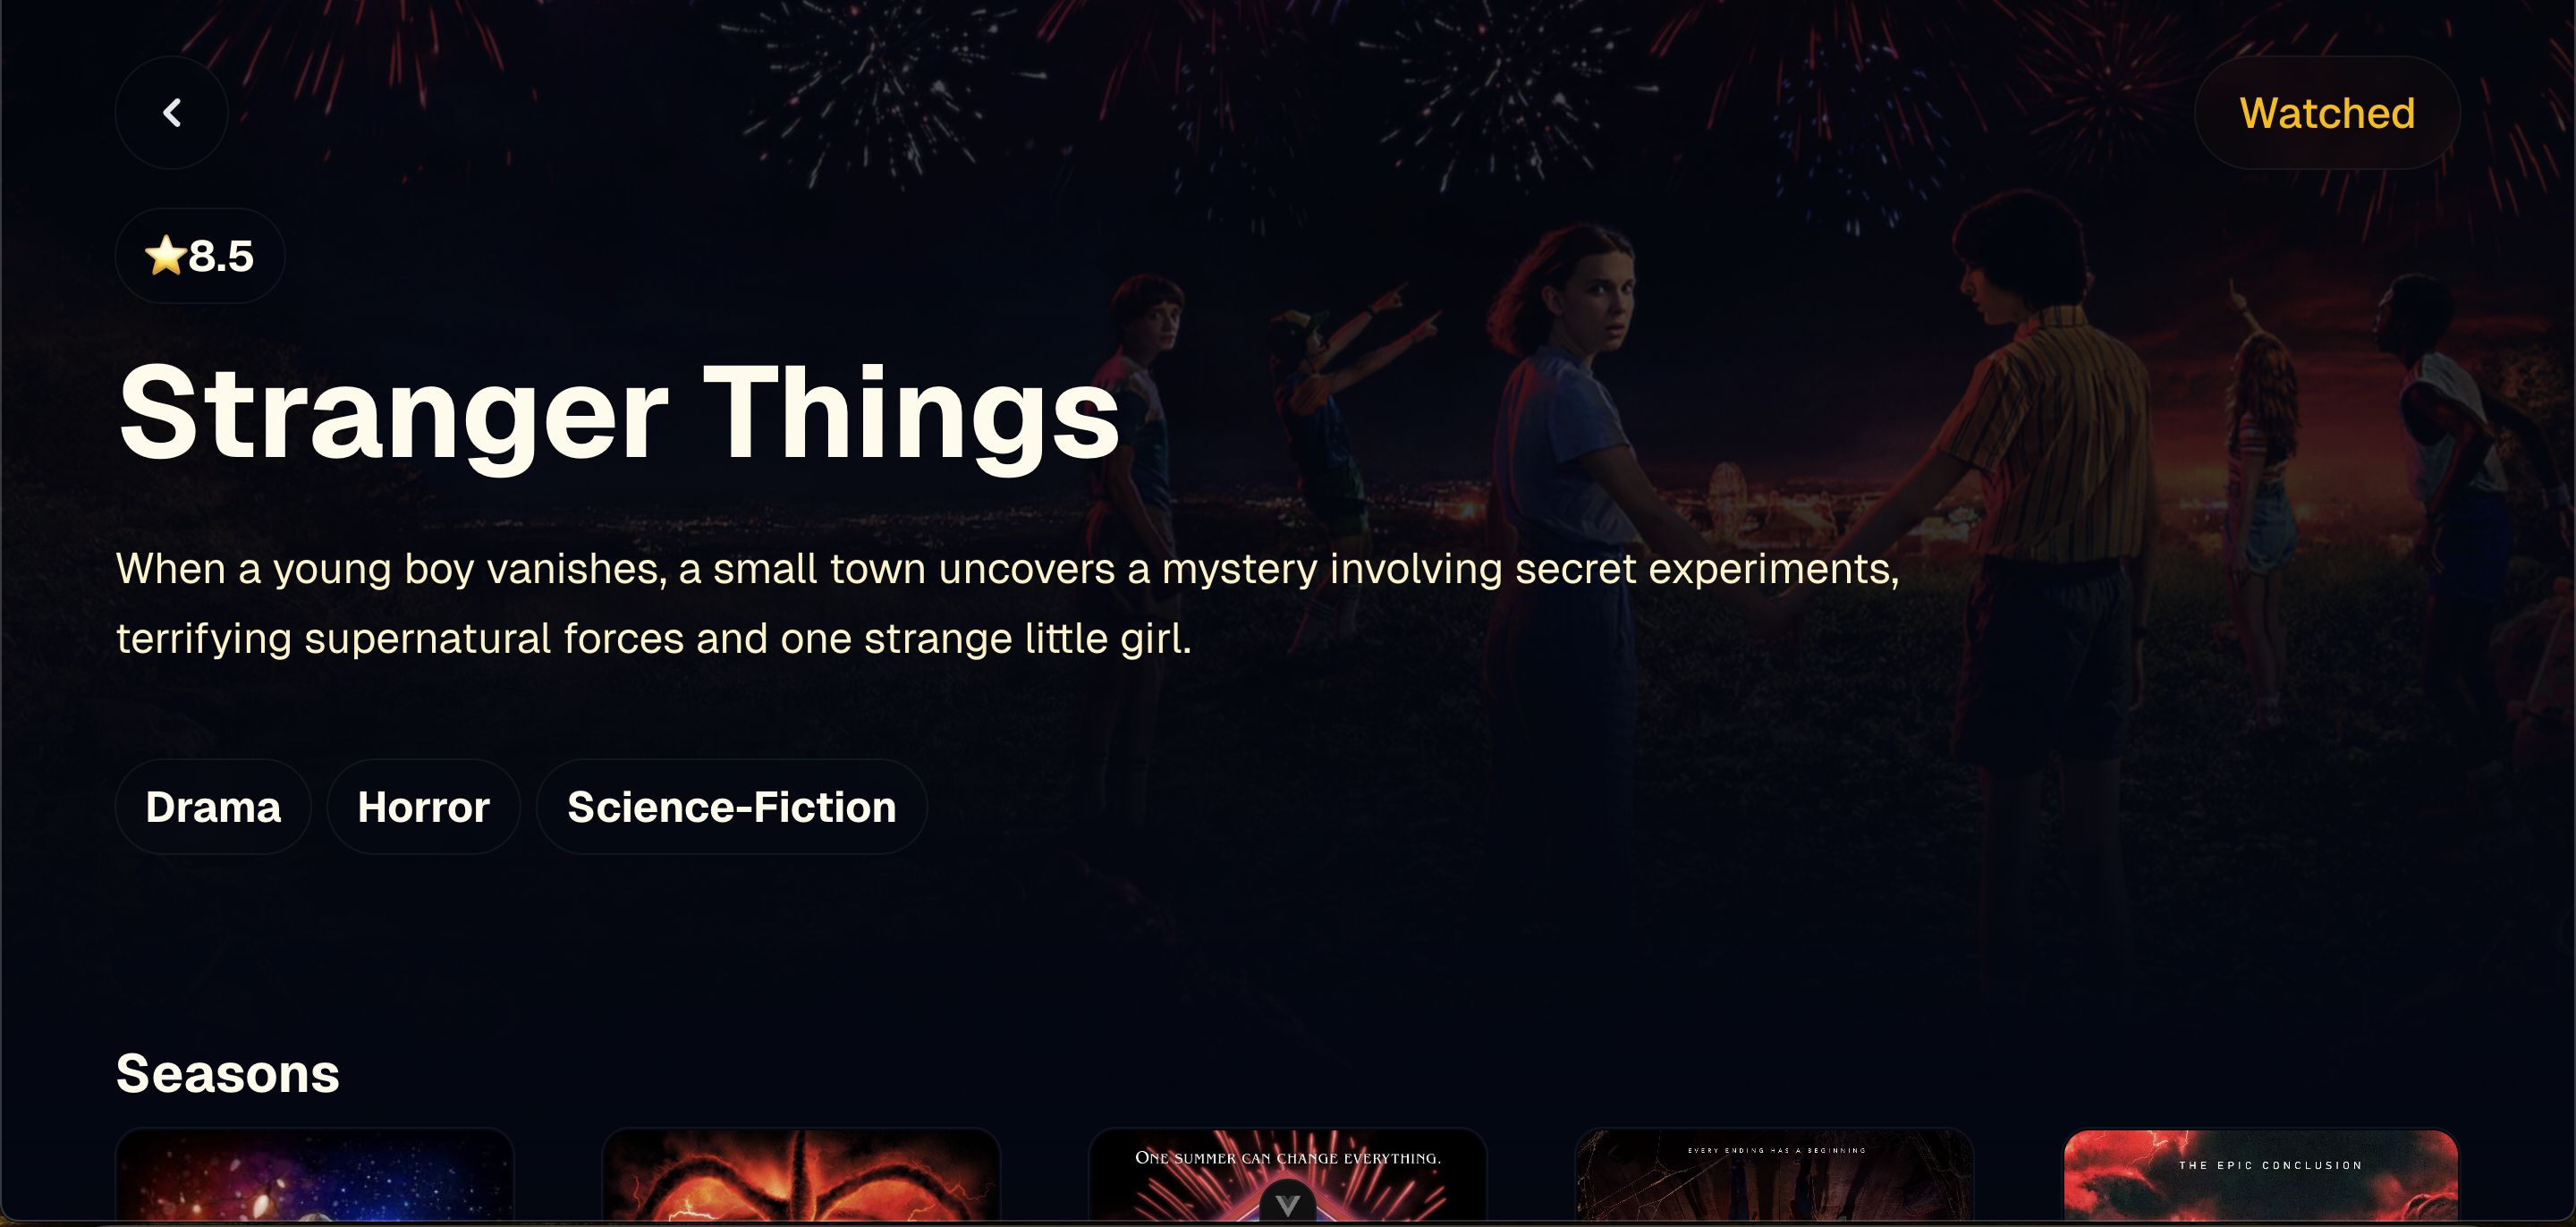 Watched
⭐8.5
Stranger Things
When a young boy vanishes, a small town uncovers a mystery involving secret experiments,
terrifying supernatural forces and one strange little girl.
Drama Horror Science-Fiction
Seasons
ONE SUMMER CAN CHANGE EVERYTHING.
EVERY ENDING HAS A BEGINNING
THE EPIC CONCLUSION